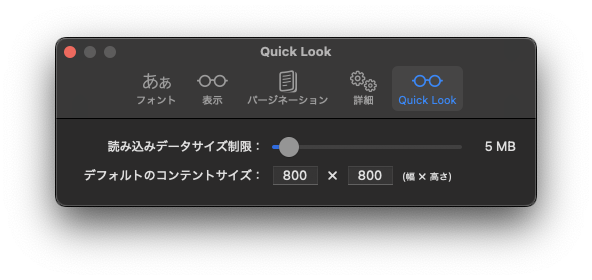 Quick Look
あぁ
フォント 表示 パージネーション 詳細 Quick Look
読み込みデータサイズ制限： 5 MB
デフォルトのコンテントサイズ： 800 × 800 (幅 × 高さ)